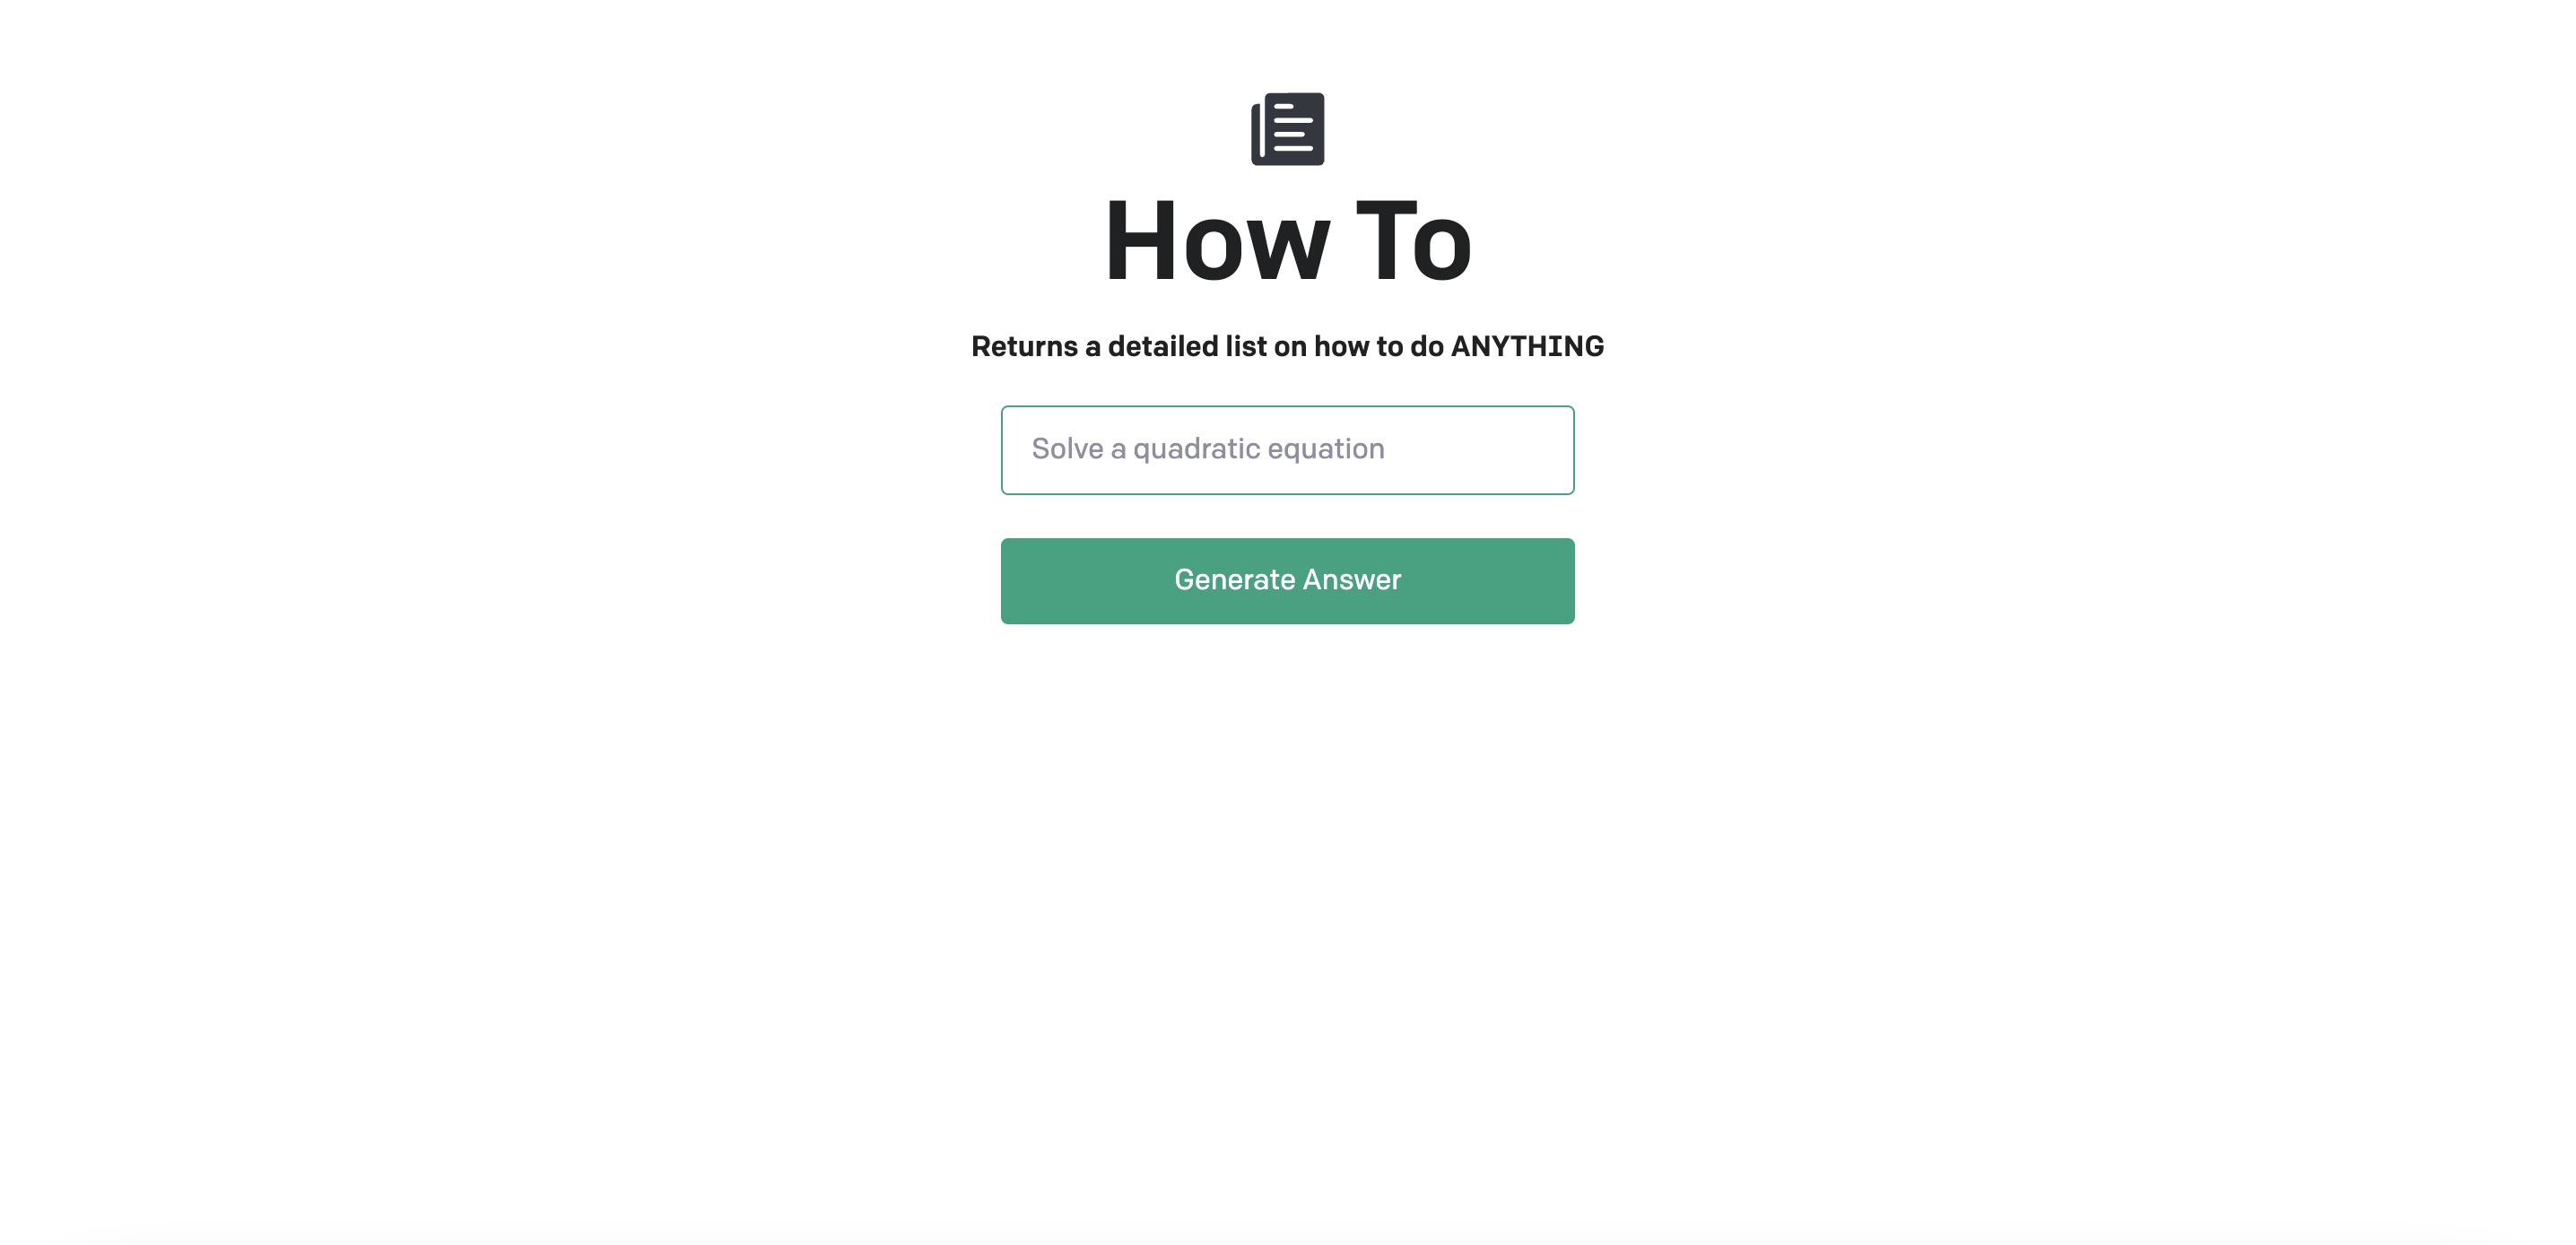 How To
Returns a detailed list on how to do ANYTHING
Solve a quadratic equation
Generate Answer